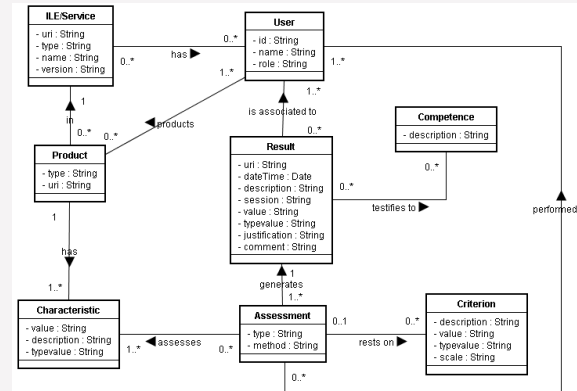 ILE/Service
- uri : String
- type : String
- name : String
- version : String
0..*
has
0..*
User
- id : String
- name : String
- role : String
1..*
1..*
1..*
is associated to
0..*
1
in
0..*
0..*
products
Product
- type : String
- uri : String
Result
- uri : String
- dateTime : Date
- description : String
- session : String
- value : String
- typevalue : String
- justification : String
- comment : String
Competence
- description : String
0..*
0..*
testifies to
performed
1
has
1..*
generates
1
1..*
Characteristic
- value : String
- description : String
- typevalue : String
1..*
assesses
0..*
Assessment
- type : String
- method : String
0..1
rests on
0..*
Criterion
- description : String
- value : String
- typevalue : String
- scale : String
0..*